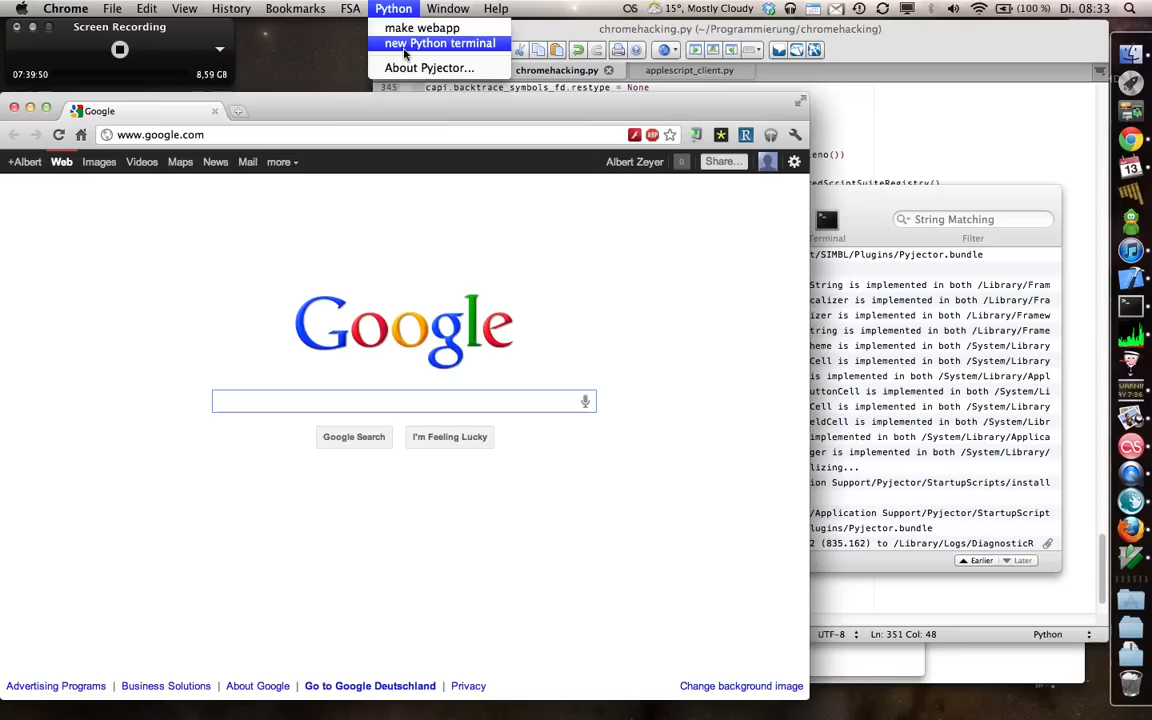 Chrome File Edit View History Bookmarks FSA Python Window Help 15°, Mostly Cloudy (100 %) Di, 08:33
Screen Recording
07:39:50 8,59 GB
make webapp
new Python terminal
About Pyjector...
chromehacking.py (~/Programmierung/chromehacking)
chromehacking.py applescript_client.py
345 capi.backtrace_symbols_fd.restype = None
eno())
edScriptSuiteRegistry()
Google
www.google.com
+Albert Web Images Videos Maps News Mail more Albert Zeyer 0 Share...
Google
Google Search I'm Feeling Lucky
Advertising Programs Business Solutions About Google Go to Google Deutschland Privacy Change background image
String Matching
Terminal Filter
t/SIMBL/Plugins/Pyjector.bundle
String is implemented in both /Library/Fram
calizer is implemented in both /Library/Fra
izer is implemented in both /Library/Framew
tring is implemented in both /Library/Frame
heme is implemented in both /System/Library
Cell is implemented in both /System/Library
is implemented in both /System/Library/Appl
uttonCell is implemented in both /System/Li
Cell is implemented in both /System/Library
eldCell is implemented in both /System/Libr
implemented in both /System/Library/Applica
ger is implemented in both /System/Library/
lizing...
ion Support/Pyjector/StartupScripts/install
/Application Support/Pyjector/StartupScript
lugins/Pyjector.bundle
2 (835.162) to /Library/Logs/DiagnosticR
Earlier Later
UTF-8 Ln: 351 Col: 48 Python